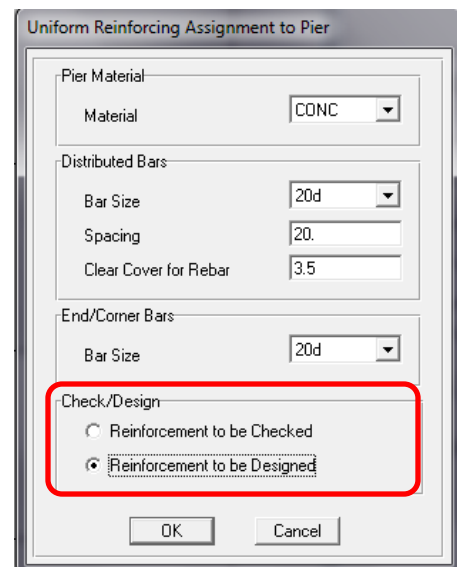 Uniform Reinforcing Assignment to Pier
Pier Material
Material CONC
Distributed Bars
Bar Size 20d
Spacing 20.
Clear Cover for Rebar 3.5
End/Corner Bars
Bar Size 20d
Check/Design
Reinforcement to be Checked
Reinforcement to be Designed
OK Cancel